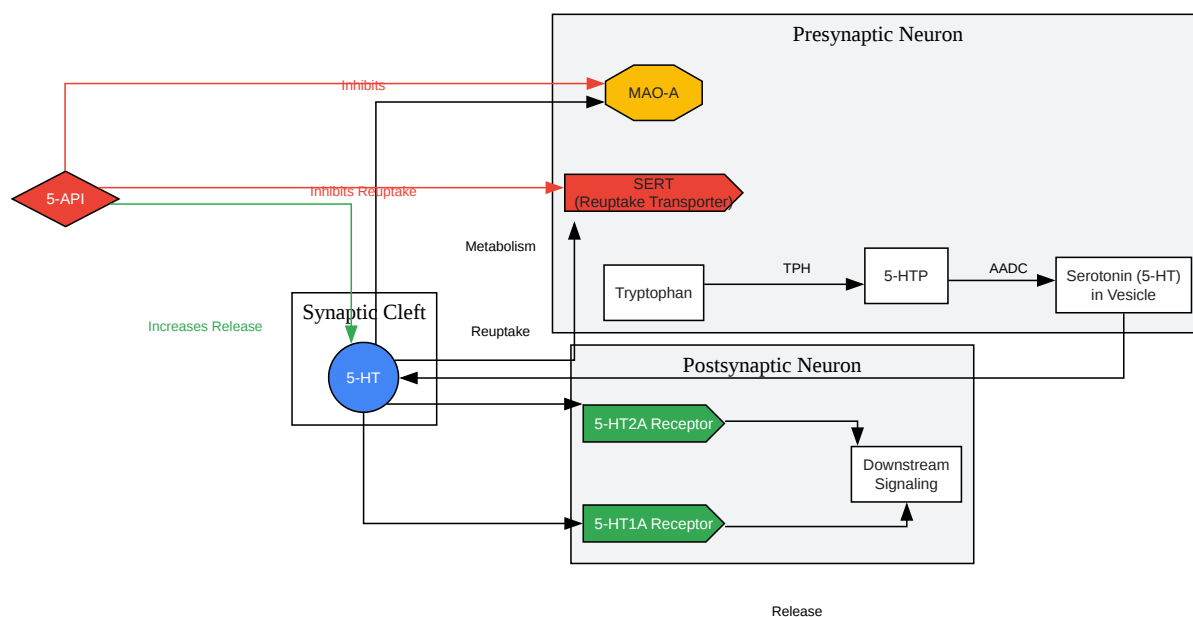 Presynaptic Neuron
Inhibits
MAO-A
5-API
Inhibits Reuptake
SERT
(Reuptake Transporter)
Metabolism
Tryptophan
TPH
5-HTP
AADC
Serotonin (5-HT)
in Vesicle
Synaptic Cleft
Increases Release
Reuptake
5-HT
Postsynaptic Neuron
5-HT2A Receptor
Downstream
Signaling
5-HT1A Receptor
Release